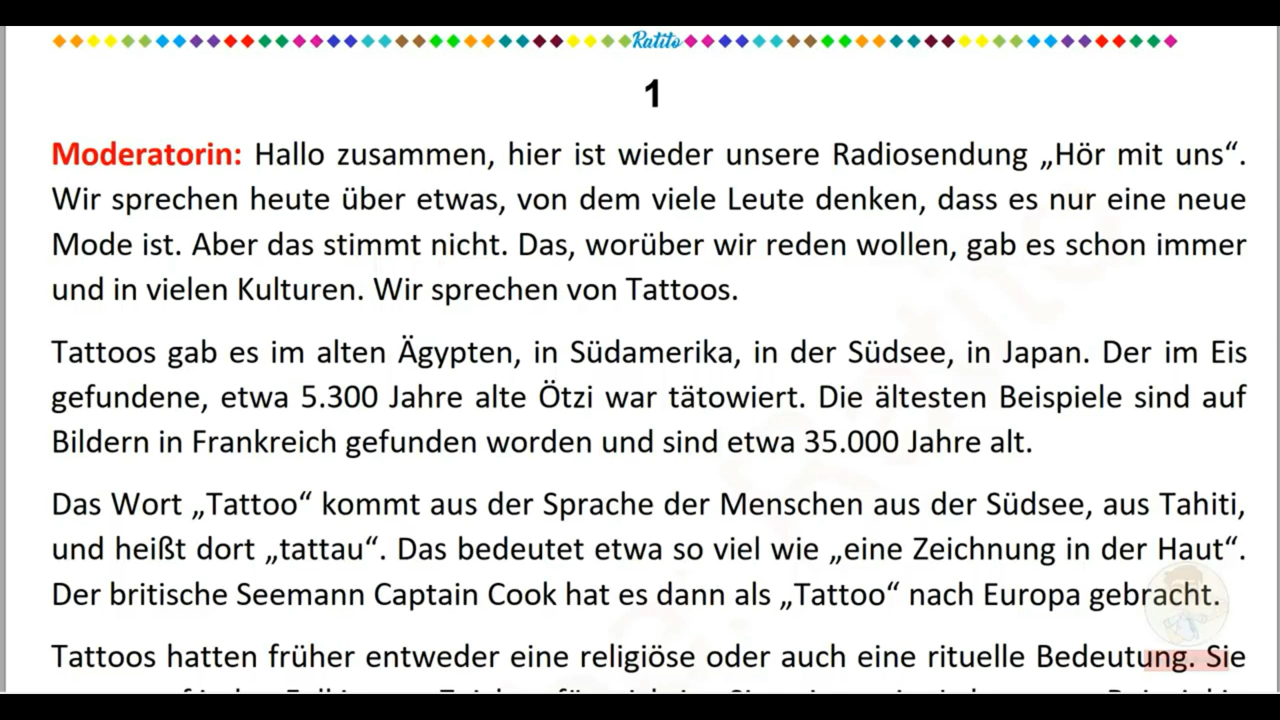 Ratito
1
Moderatorin: Hallo zusammen, hier ist wieder unsere Radiosendung „Hör mit uns“.
Wir sprechen heute über etwas, von dem viele Leute denken, dass es nur eine neue
Mode ist. Aber das stimmt nicht. Das, worüber wir reden wollen, gab es schon immer
und in vielen Kulturen. Wir sprechen von Tattoos.
Tattoos gab es im alten Ägypten, in Südamerika, in der Südsee, in Japan. Der im Eis
gefundene, etwa 5.300 Jahre alte Ötzi war tätowiert. Die ältesten Beispiele sind auf
Bildern in Frankreich gefunden worden und sind etwa 35.000 Jahre alt.
Das Wort „Tattoo“ kommt aus der Sprache der Menschen aus der Südsee, aus Tahiti,
und heißt dort „tattau“. Das bedeutet etwa so viel wie „eine Zeichnung in der Haut“.
Der britische Seemann Captain Cook hat es dann als „Tattoo“ nach Europa gebracht.
Tattoos hatten früher entweder eine religiöse oder auch eine rituelle Bedeutung. Sie